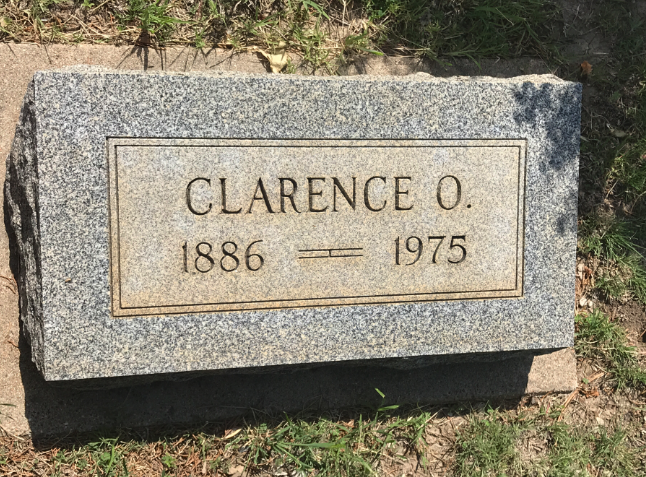 CLARENCE O.
1886 = 1975